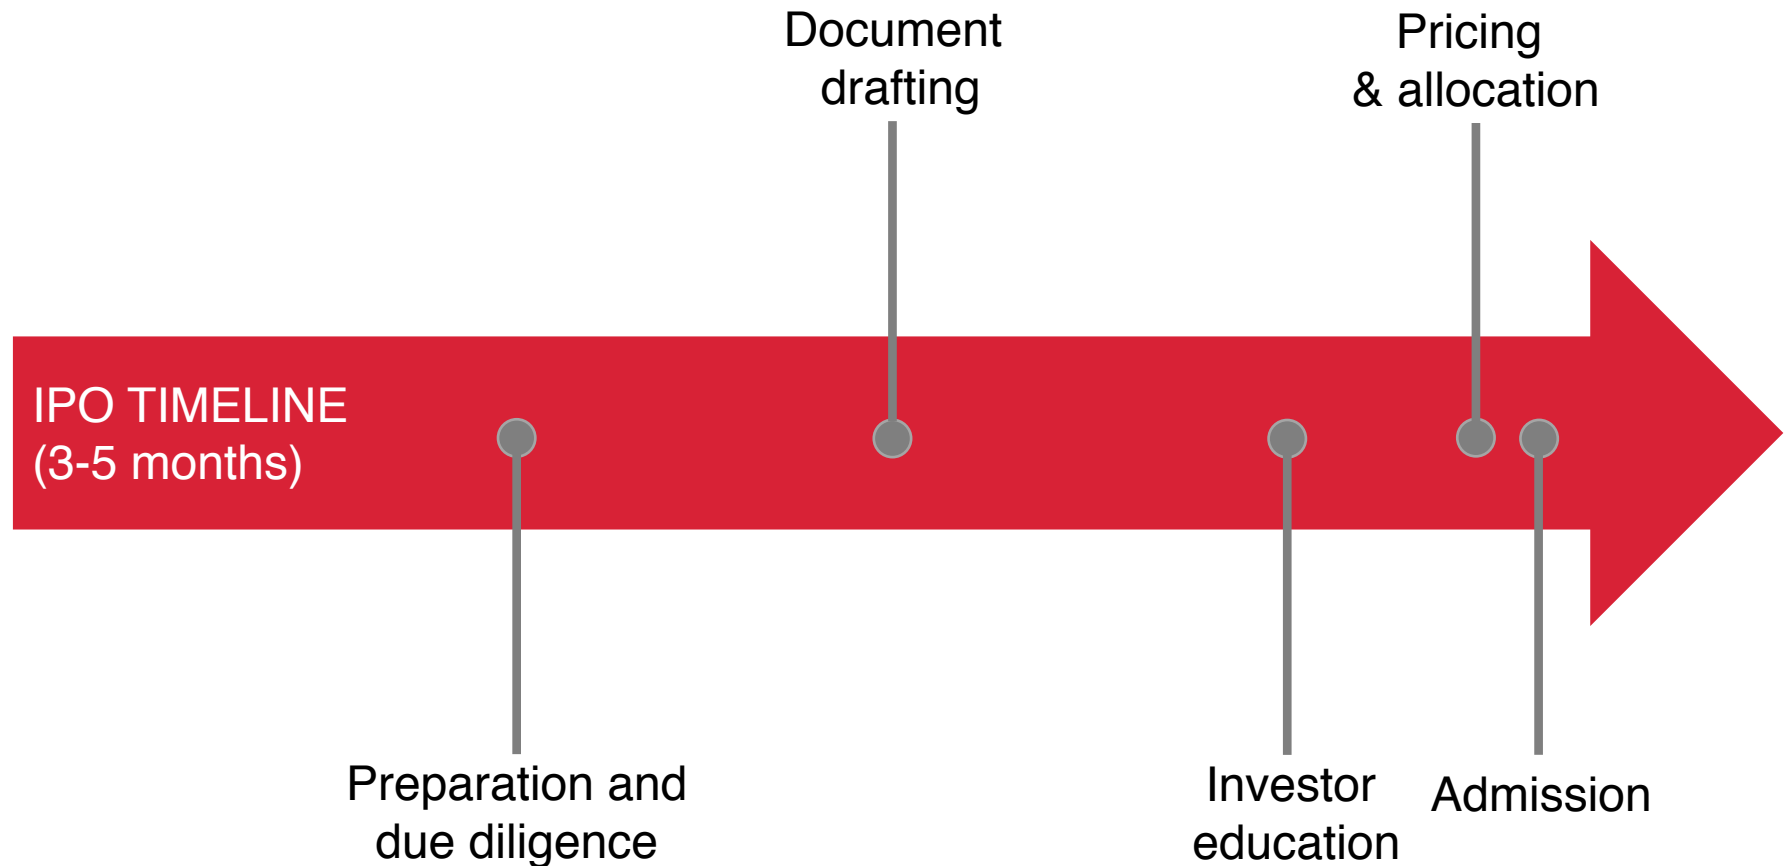 Document
drafting
Pricing
& allocation
IPO TIMELINE
(3-5 months)
Preparation and
due diligence
Investor
education
Admission